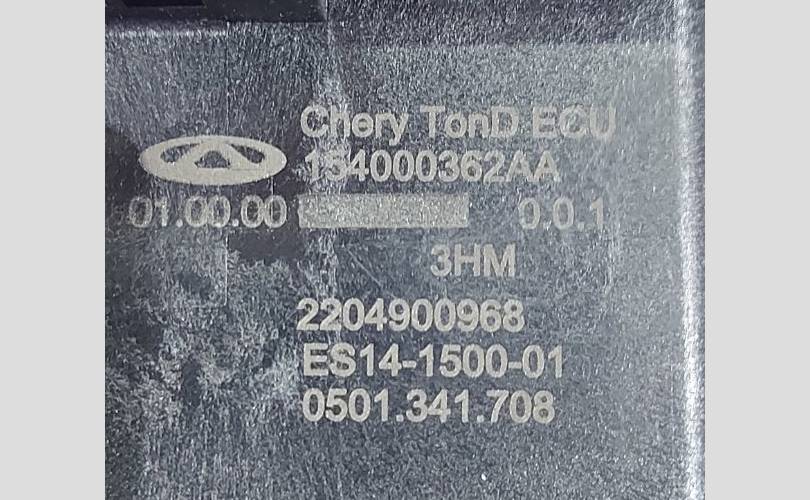 Chery TonD ECU
154000362AA
01.00.00 0.0.1
3HM
2204900968
ES14-1500-01
0501.341.708